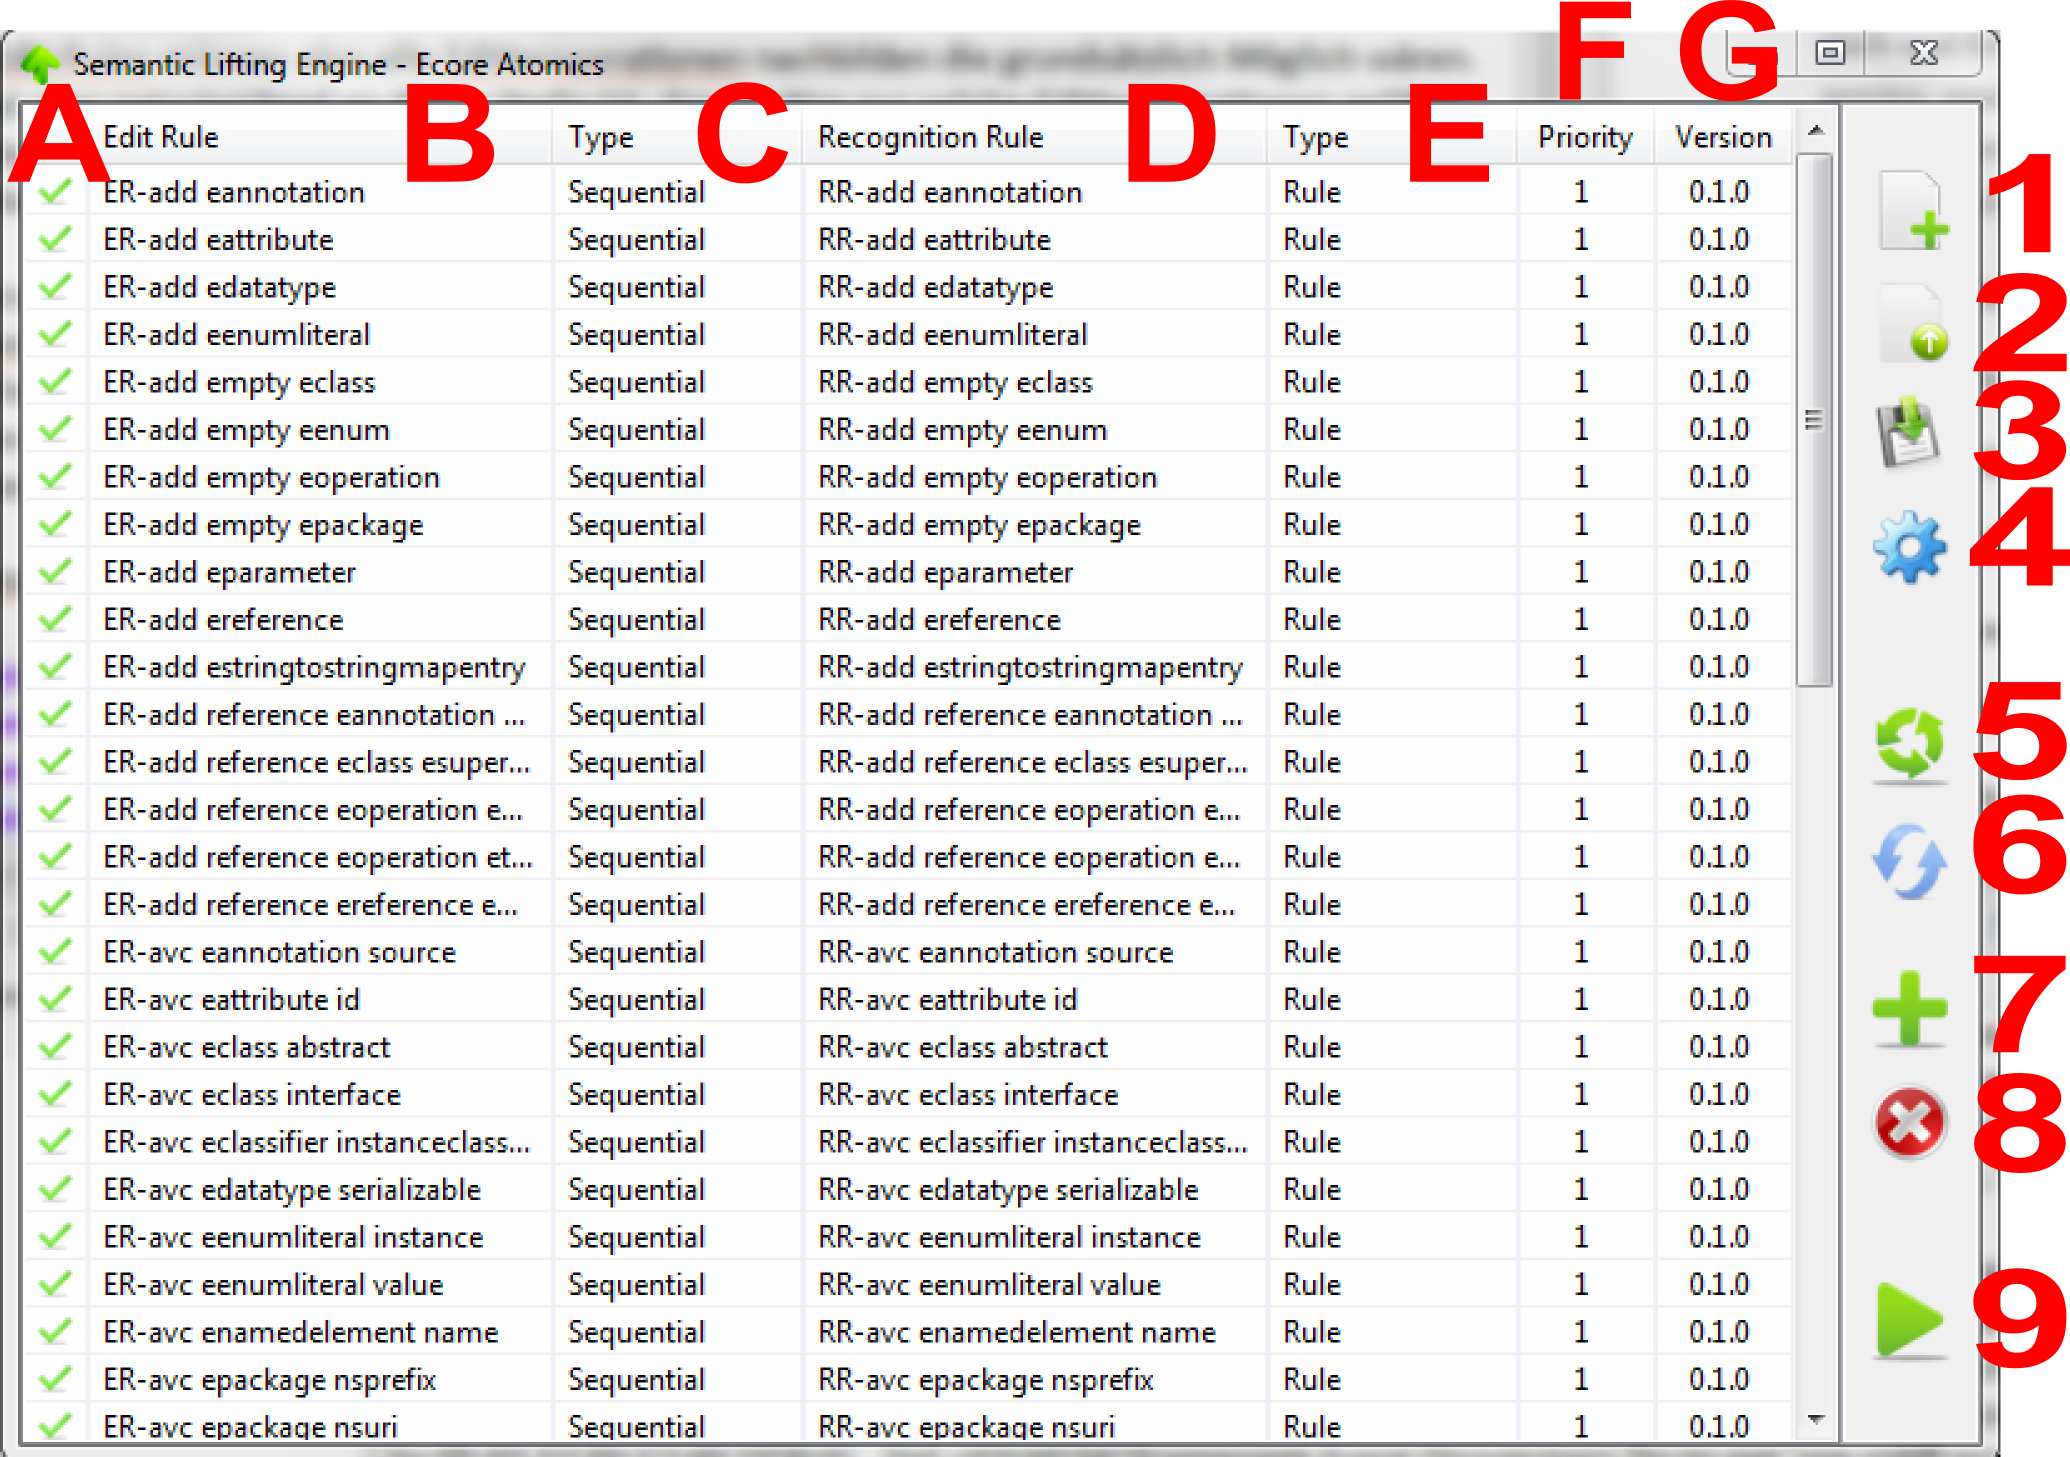 F G
Semantic Lifting Engine - Ecore Atomics
A B C D E
Edit Rule Type Recognition Rule Type Priority Version
ER-add eannotation Sequential RR-add eannotation Rule 1 0.1.0 1
ER-add eattribute Sequential RR-add eattribute Rule 1 0.1.0
ER-add edatatype Sequential RR-add edatatype Rule 1 0.1.0
ER-add eenumliteral Sequential RR-add eenumliteral Rule 1 0.1.0 2
ER-add empty eclass Sequential RR-add empty eclass Rule 1 0.1.0
ER-add empty eenum Sequential RR-add empty eenum Rule 1 0.1.0 3
ER-add empty eoperation Sequential RR-add empty eoperation Rule 1 0.1.0
ER-add empty epackage Sequential RR-add empty epackage Rule 1 0.1.0 4
ER-add eparameter Sequential RR-add eparameter Rule 1 0.1.0
ER-add ereference Sequential RR-add ereference Rule 1 0.1.0
ER-add estringtostringmapentry Sequential RR-add estringtostringmapentry Rule 1 0.1.0
ER-add reference eannotation ... Sequential RR-add reference eannotation ... Rule 1 0.1.0 5
ER-add reference eclass esuper... Sequential RR-add reference eclass esuper... Rule 1 0.1.0
ER-add reference eoperation e... Sequential RR-add reference eoperation e... Rule 1 0.1.0
ER-add reference eoperation et... Sequential RR-add reference eoperation e... Rule 1 0.1.0 6
ER-add reference ereference e... Sequential RR-add reference ereference e... Rule 1 0.1.0
ER-avc eannotation source Sequential RR-avc eannotation source Rule 1 0.1.0
ER-avc eattribute id Sequential RR-avc eattribute id Rule 1 0.1.0 7
ER-avc eclass abstract Sequential RR-avc eclass abstract Rule 1 0.1.0
ER-avc eclass interface Sequential RR-avc eclass interface Rule 1 0.1.0
ER-avc eclassifier instanceclass... Sequential RR-avc eclassifier instanceclass... Rule 1 0.1.0 8
ER-avc edatatype serializable Sequential RR-avc edatatype serializable Rule 1 0.1.0
ER-avc eenumliteral instance Sequential RR-avc eenumliteral instance Rule 1 0.1.0
ER-avc eenumliteral value Sequential RR-avc eenumliteral value Rule 1 0.1.0
ER-avc enamedelement name Sequential RR-avc enamedelement name Rule 1 0.1.0 9
ER-avc epackage nsprefix Sequential RR-avc epackage nsprefix Rule 1 0.1.0
ER-avc epackage nsuri Sequential RR-avc epackage nsuri Rule 1 0.1.0